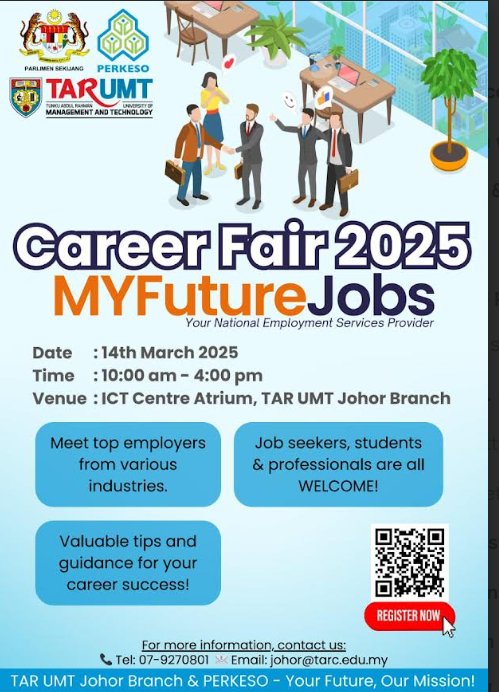 PARLIMEN SEKIJANG
PERKESO
TARUMT
TUNKU ABDUL RAHMAN UNIVERSITY OF
MANAGEMENT AND TECHNOLOGY
Career Fair 2025
MYFutureJobs
Your National Employment Services Provider
Date : 14th March 2025
Time : 10:00 am - 4:00 pm
Venue : ICT Centre Atrium, TAR UMT Johor Branch
Meet top employers
from various
industries.
Job seekers, students
& professionals are all
WELCOME!
Valuable tips and
guidance for your
career success!
REGISTER NOW
For more information, contact us:
Tel: 07-9270801 Email: johor@tarc.edu.my
TAR UMT Johor Branch & PERKESO - Your Future, Our Mission!